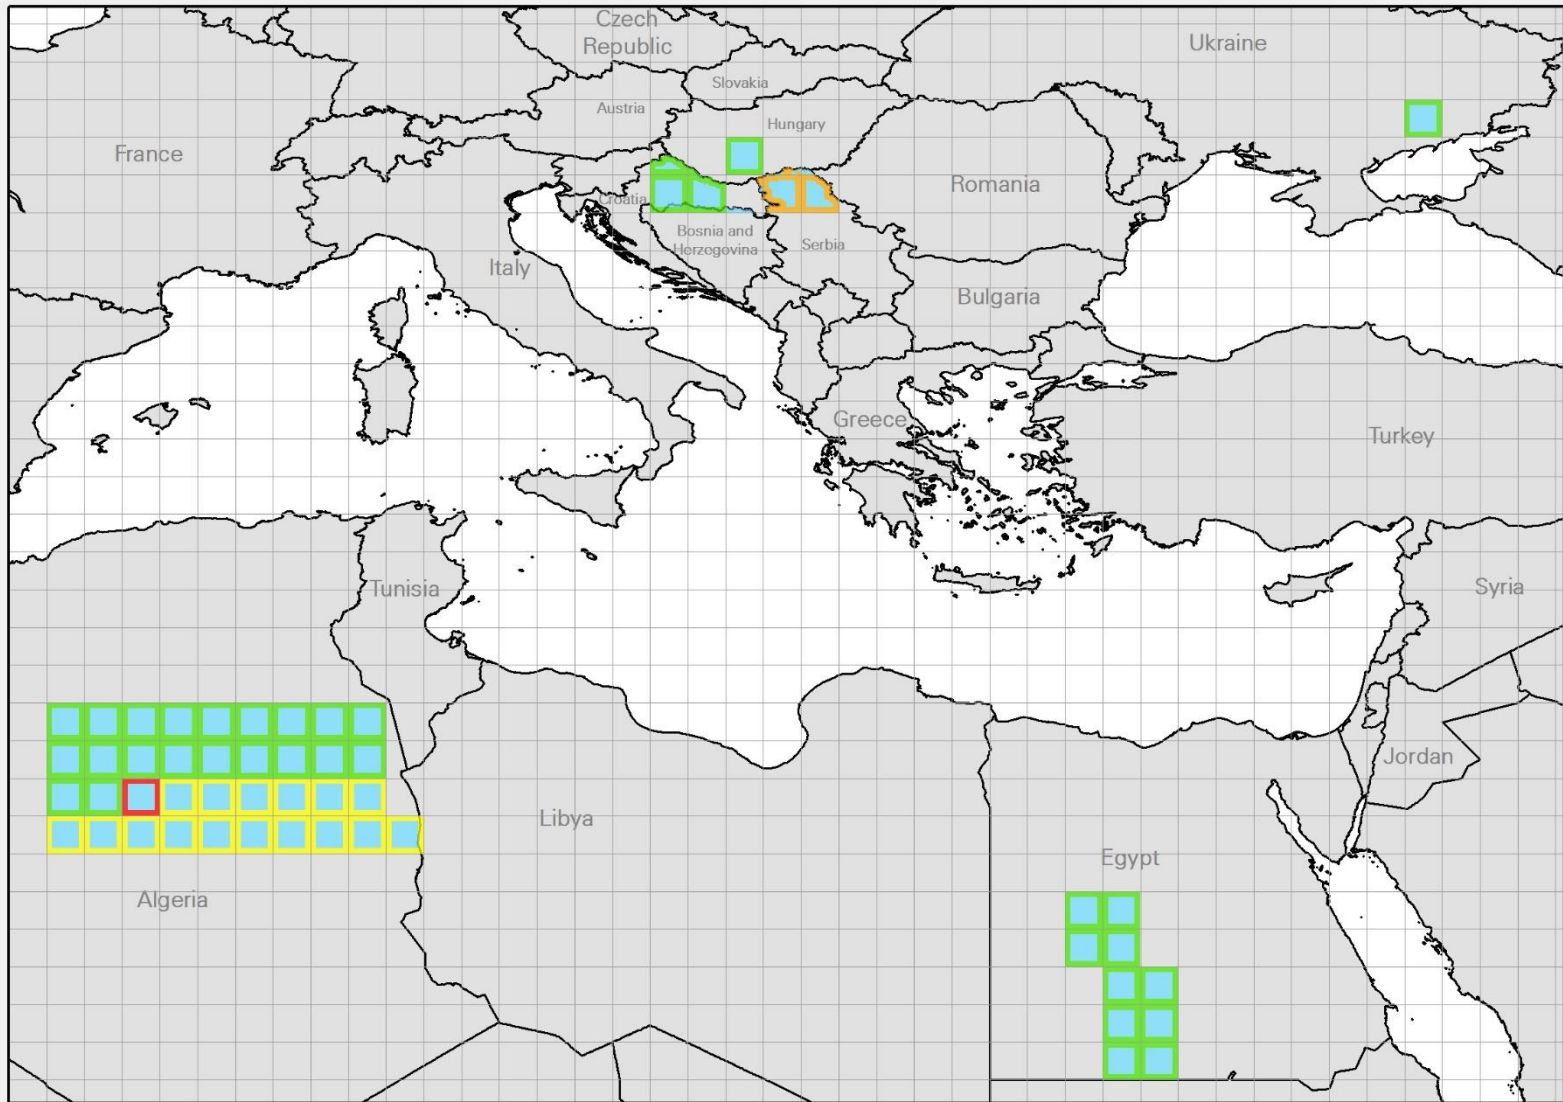 Czech
Republic
Ukraine
Slovakia
Austria
Hungary
France
Romania
Croatia
Bosnia and
Herzegovina
Serbia
Italy
Bulgaria
Greece
Turkey
Tunisia
Syria
Jordan
Libya
Egypt
Algeria